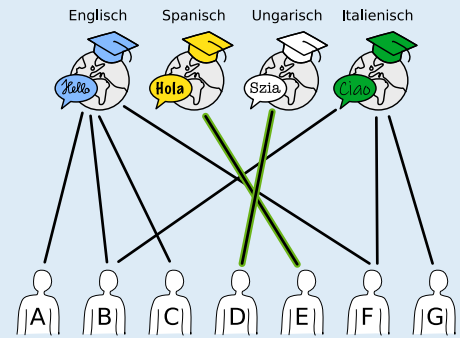 Englisch Spanisch Ungarisch Italienisch
Hello Hola Szia Ciao
A B C D E F G